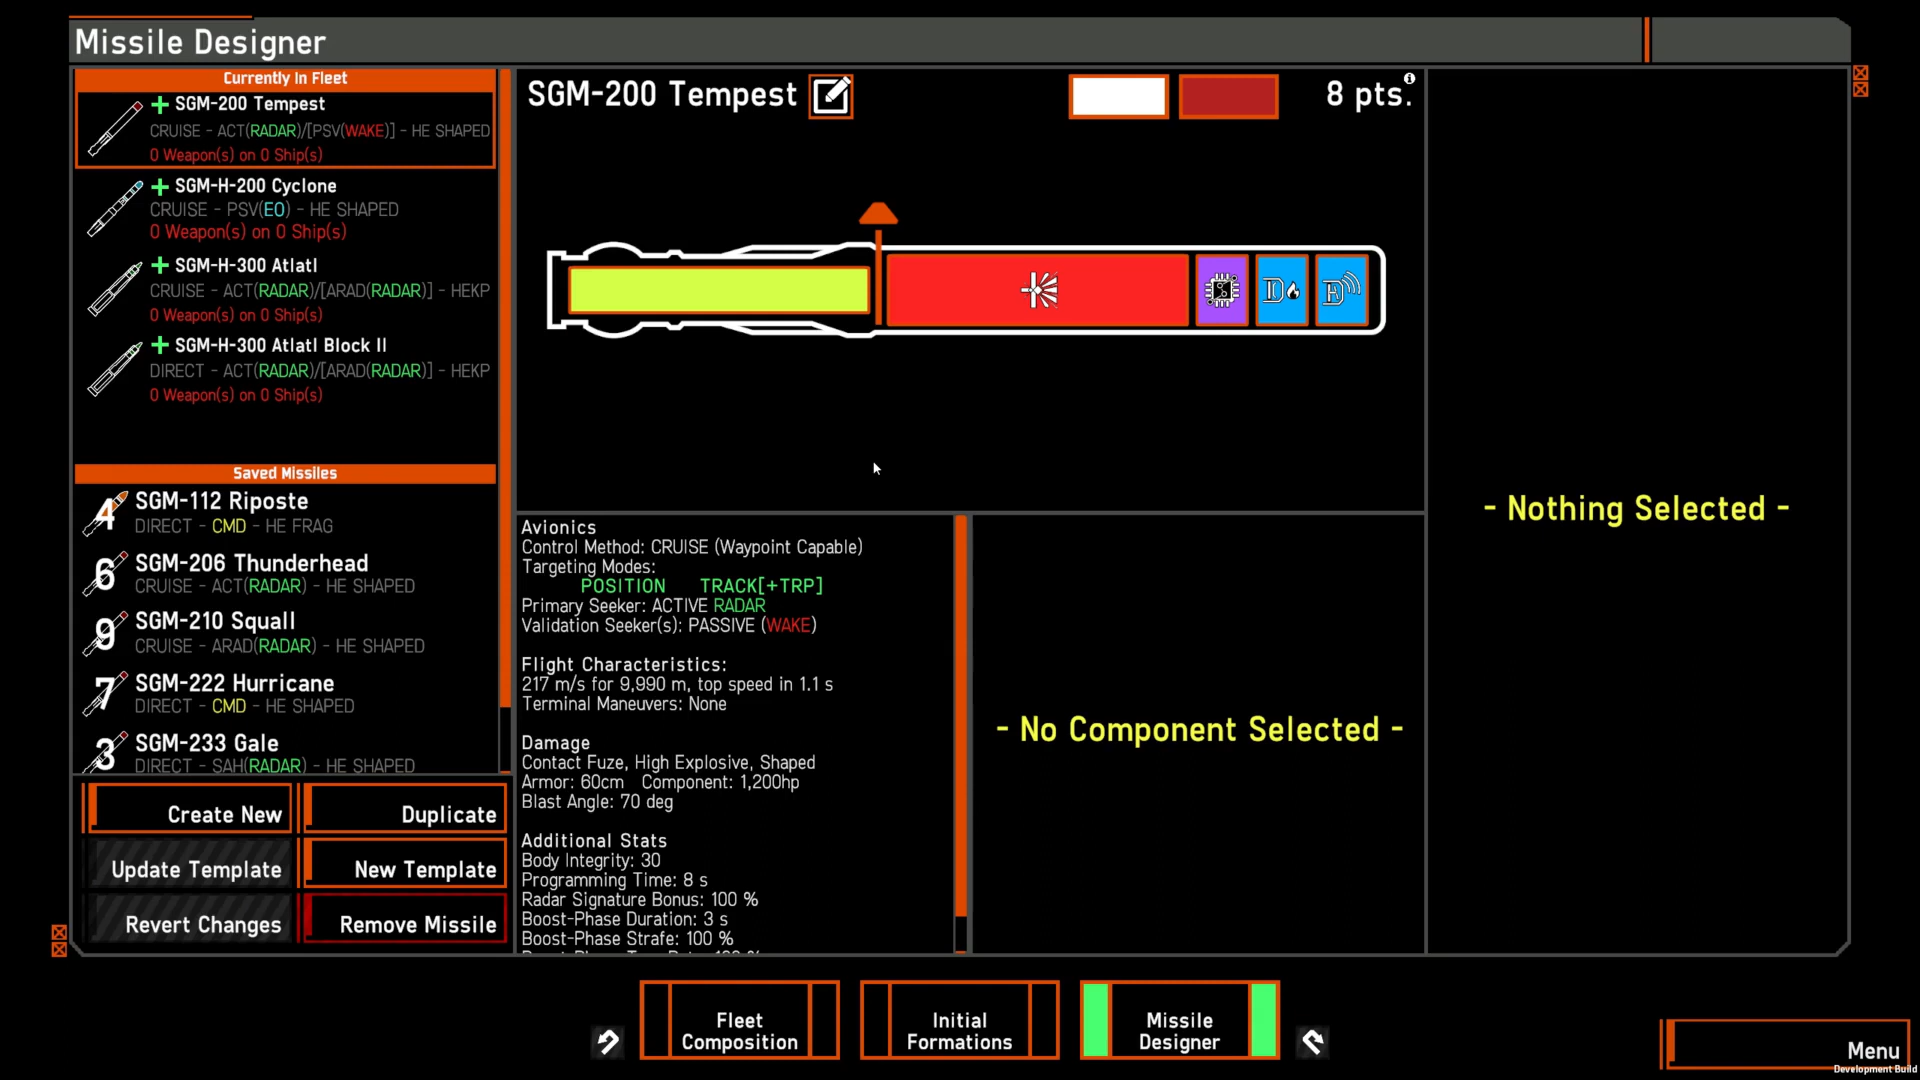 Missile Designer
Currently In Fleet
SGM-200 Tempest
CRUISE - ACT(RADAR)/[PSV(WAKE)] - HE SHAPED
0 Weapon(s) on 0 Ship(s)
SGM-H-200 Cyclone
CRUISE - PSV(EO) - HE SHAPED
0 Weapon(s) on 0 Ship(s)
SGM-H-300 Atlatl
CRUISE - ACT(RADAR)/[ARAD(RADAR)] - HEKP
0 Weapon(s) on 0 Ship(s)
SGM-H-300 Atlatl Block II
DIRECT - ACT(RADAR)/[ARAD(RADAR)] - HEKP
0 Weapon(s) on 0 Ship(s)
Saved Missiles
4 SGM-112 Riposte
DIRECT - CMD - HE FRAG
6 SGM-206 Thunderhead
CRUISE - ACT(RADAR) - HE SHAPED
9 SGM-210 Squall
CRUISE - ARAD(RADAR) - HE SHAPED
7 SGM-222 Hurricane
DIRECT - CMD - HE SHAPED
3 SGM-233 Gale
DIRECT - SAH(RADAR) - HE SHAPED
Create New
Duplicate
Update Template
New Template
Revert Changes
Remove Missile
SGM-200 Tempest
8 pts.
Avionics
Control Method: CRUISE (Waypoint Capable)
Targeting Modes:
POSITION TRACK[+TRP]
Primary Seeker: ACTIVE RADAR
Validation Seeker(s): PASSIVE (WAKE)
Flight Characteristics:
217 m/s for 9,990 m, top speed in 1.1 s
Terminal Maneuvers: None
Damage
Contact Fuze, High Explosive, Shaped
Armor: 60cm Component: 1,200hp
Blast Angle: 70 deg
Additional Stats
Body Integrity: 30
Programming Time: 8 s
Radar Signature Bonus: 100 %
Boost-Phase Duration: 3 s
Boost-Phase Strafe: 100 %
- No Component Selected -
- Nothing Selected -
Fleet Composition
Initial Formations
Missile Designer
Menu
Development Build